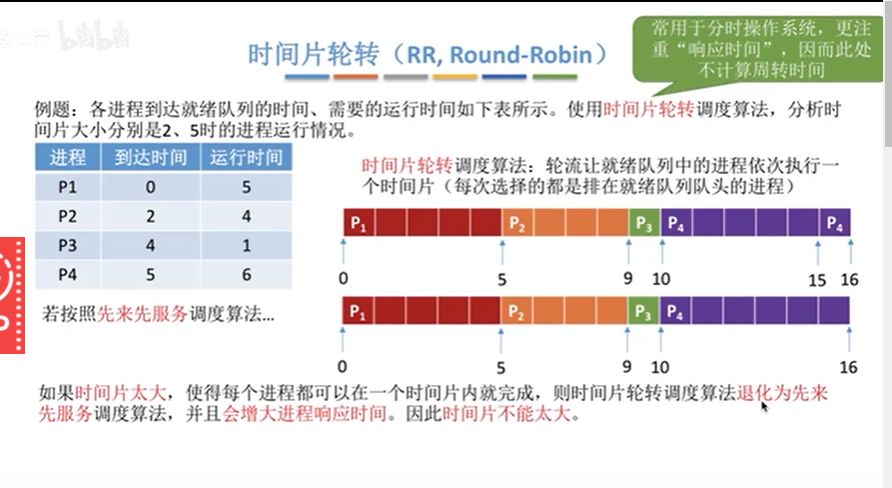 bilibili
常用于分时操作系统，更注
重“响应时间”，因而此处
不计算周转时间
时间片轮转（RR, Round-Robin）
例题：各进程到达就绪队列的时间、需要的运行时间如下表所示。使用时间片轮转调度算法，分析时
间片大小分别是2、5时的进程运行情况。
进程 到达时间 运行时间
P1 0 5
P2 2 4
P3 4 1
P4 5 6
时间片轮转调度算法：轮流让就绪队列中的进程依次执行一
个时间片（每次选择的都是排在就绪队列队头的进程）
P1 P2 P3 P4 P4
0 5 9 10 15 16
若按照先来先服务调度算法...
P1 P2 P3 P4
0 5 9 10 16
如果时间片太大，使得每个进程都可以在一个时间片内就完成，则时间片轮转调度算法退化为先来
先服务调度算法，并且会增大进程响应时间。因此时间片不能太大。